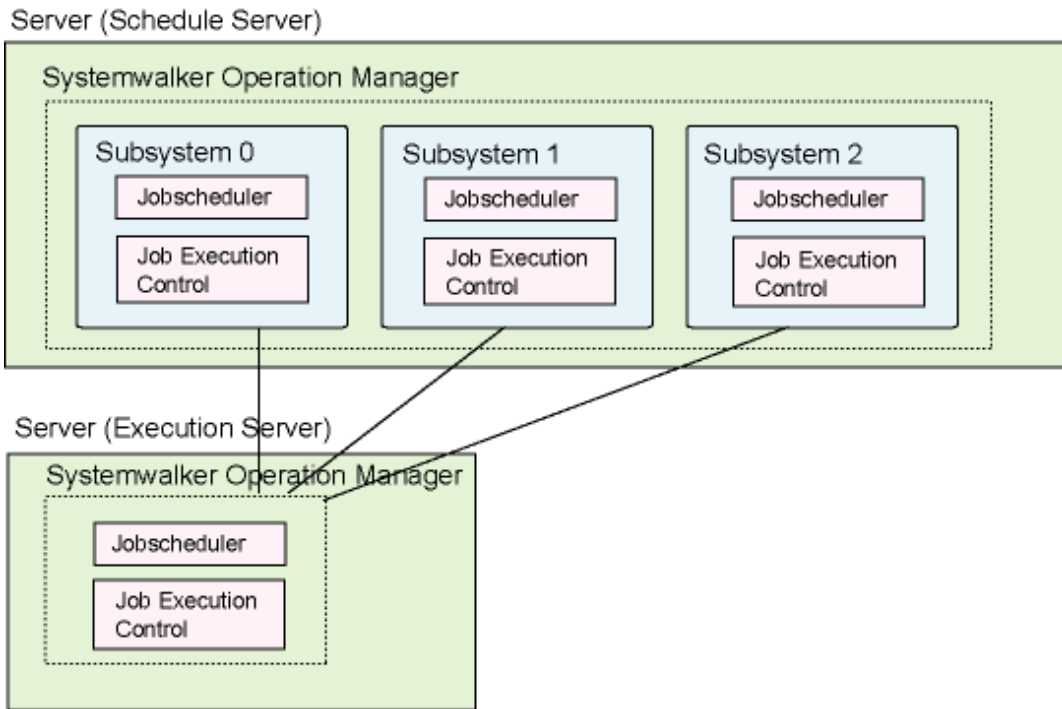 Server (Schedule Server)
Systemwalker Operation Manager
Subsystem 0
Jobscheduler
Job Execution
Control
Subsystem 1
Jobscheduler
Job Execution
Control
Subsystem 2
Jobscheduler
Job Execution
Control
Server (Execution Server)
Systemwalker Operation Manager
Jobscheduler
Job Execution
Control